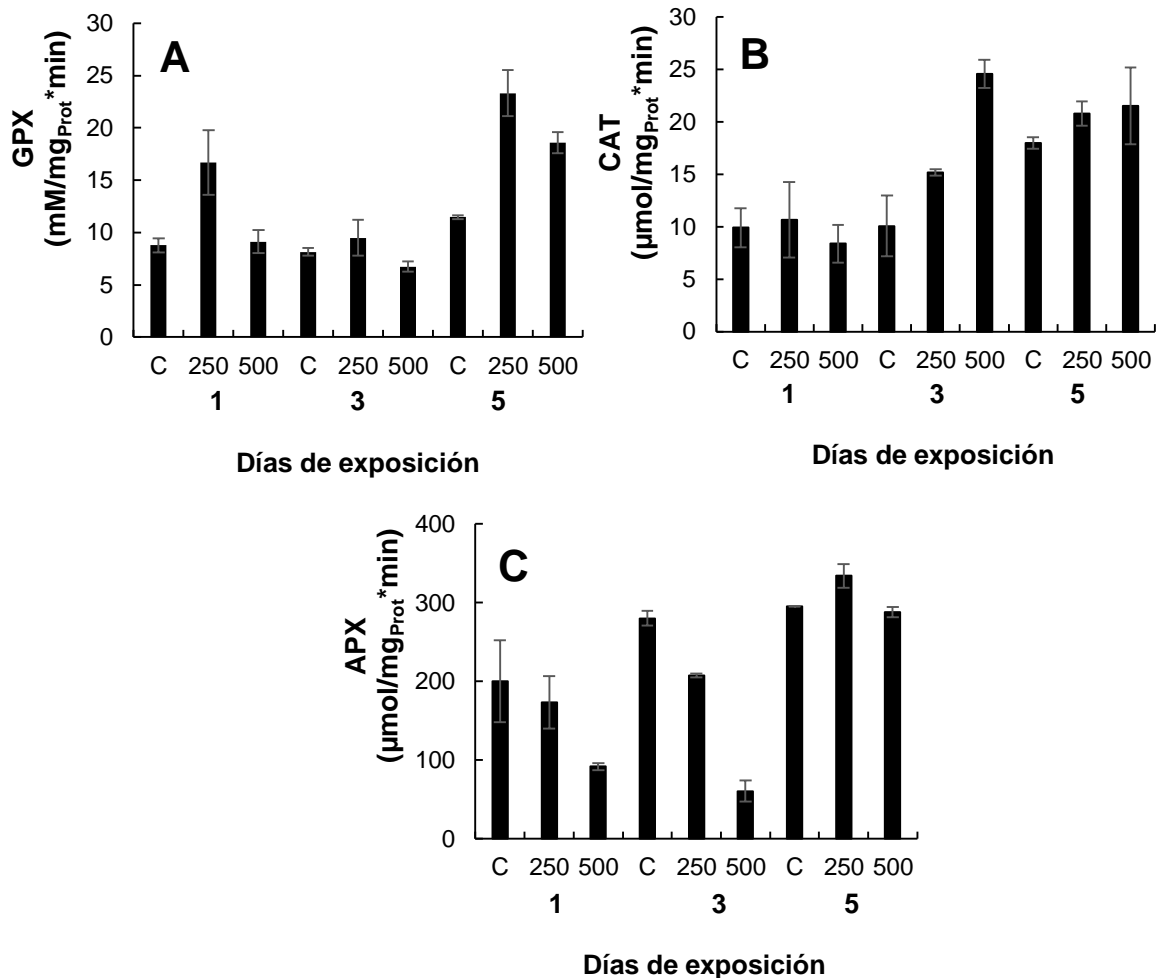 A
GPX
(mM/mgProt*min)
30
25
20
15
10
5
0
C 250 500 C 250 500 C 250 500
1 3 5
Días de exposición
B
CAT
(µmol/mgProt*min)
30
25
20
15
10
5
0
C 250 500 C 250 500 C 250 500
1 3 5
Días de exposición
C
APX
(µmol/mgProt*min)
400
300
200
100
0
C 250 500 C 250 500 C 250 500
1 3 5
Días de exposición